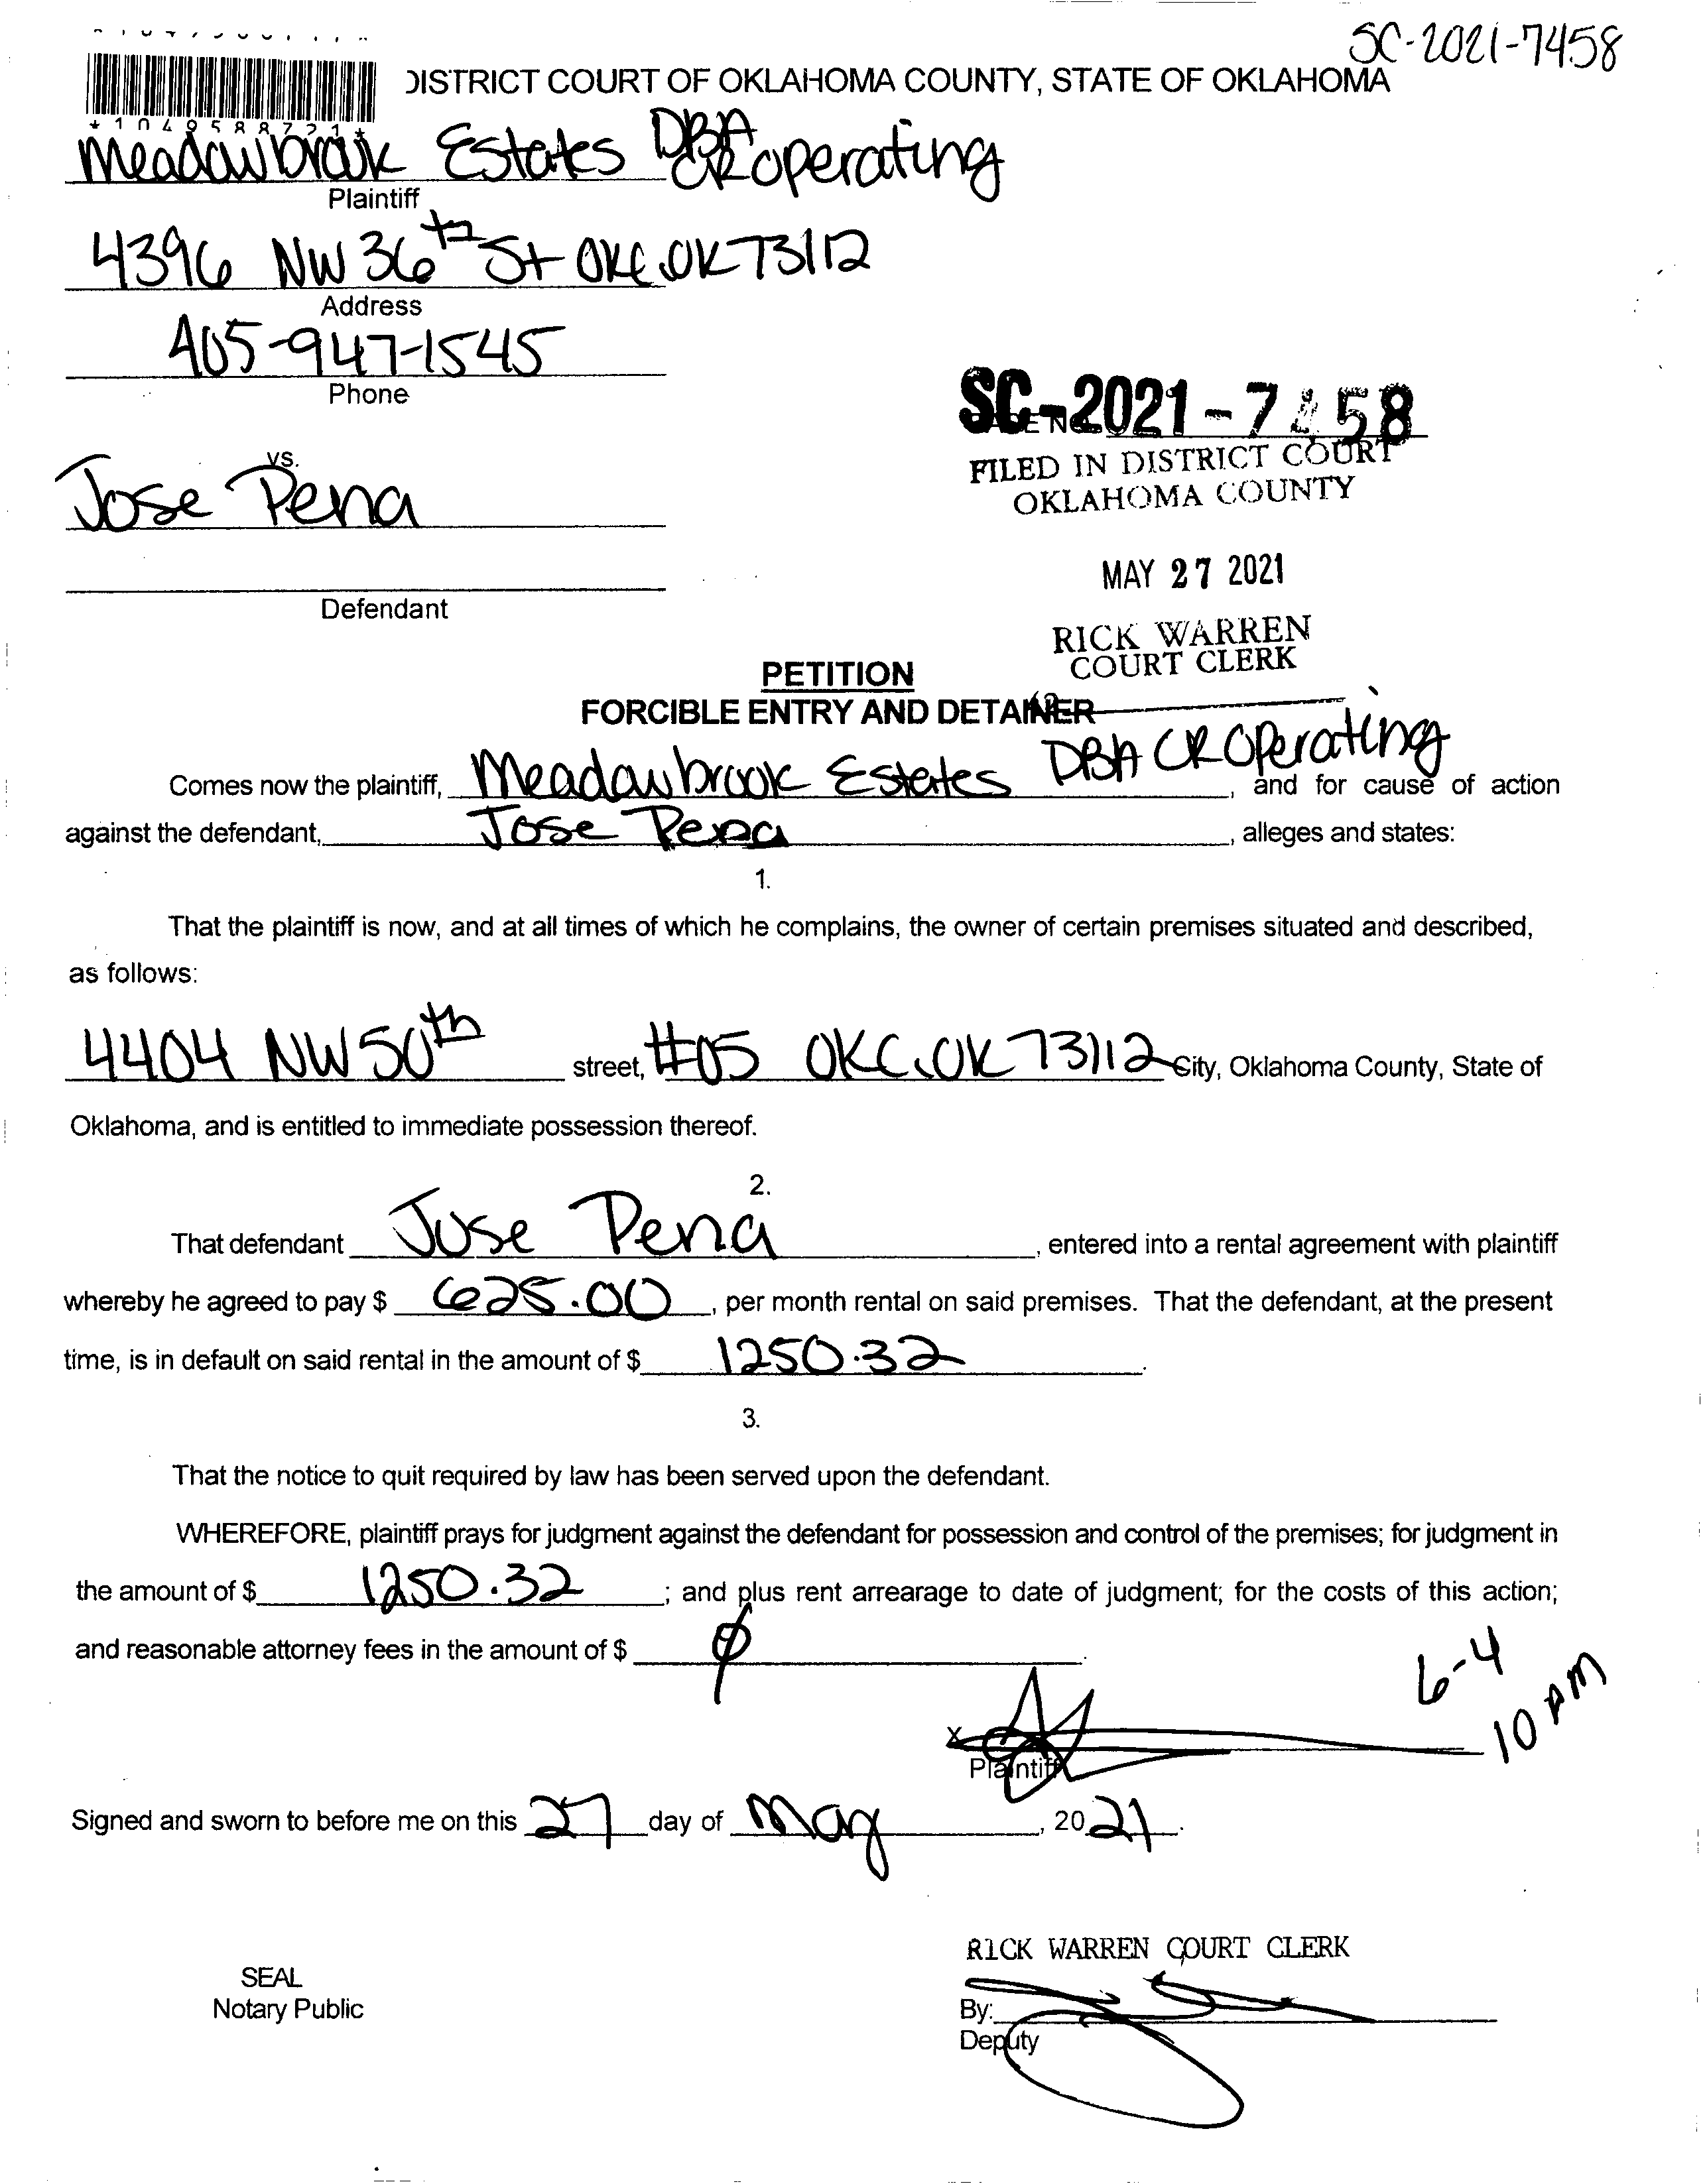 SC-2021-7458
DISTRICT COURT OF OKLAHOMA COUNTY, STATE OF OKLAHOMA
*1049588721*
Meadowbrook Estates DBA CR Operating
Plaintiff
4396 NW 36th St OKC, OK 73112
Address
405-947-1545
Phone
SC-2021-7458
FILED IN DISTRICT COURT
OKLAHOMA COUNTY
vs.
Jose Pena
MAY 27 2021
Defendant
RICK WARREN
COURT CLERK
PETITION
FORCIBLE ENTRY AND DETAINER
Comes now the plaintiff, Meadowbrook Estates DBA CR Operating, and for cause of action
against the defendant, Jose Pena, alleges and states:
1.
That the plaintiff is now, and at all times of which he complains, the owner of certain premises situated and described,
as follows:
4404 NW 50th street, #05 OKC, OK 73112 City, Oklahoma County, State of
Oklahoma, and is entitled to immediate possession thereof.
2.
That defendant Jose Pena, entered into a rental agreement with plaintiff
whereby he agreed to pay $ 625.00, per month rental on said premises. That the defendant, at the present
time, is in default on said rental in the amount of $ 1250.32.
3.
That the notice to quit required by law has been served upon the defendant.
WHEREFORE, plaintiff prays for judgment against the defendant for possession and control of the premises; for judgment in
the amount of $ 1250.32; and plus rent arrearage to date of judgment; for the costs of this action;
and reasonable attorney fees in the amount of $ 0.
6-4
10 AM
X
Plaintiff
Signed and sworn to before me on this 27 day of May, 2021.
RICK WARREN COURT CLERK
SEAL
Notary Public
By:
Deputy